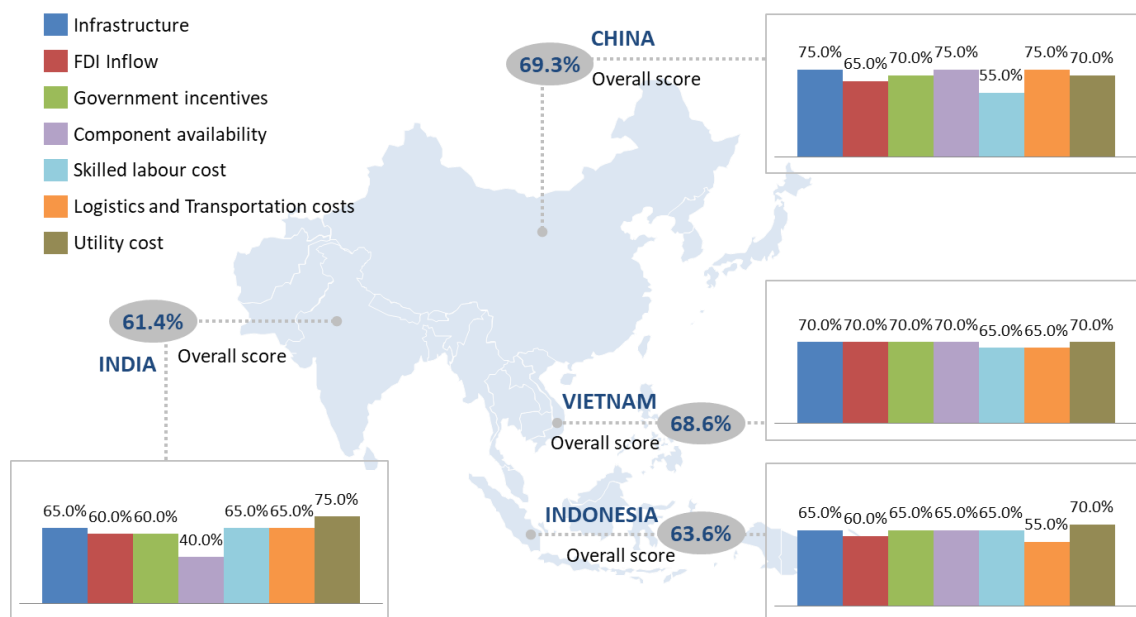 Infrastructure
FDI Inflow
Government incentives
Component availability
Skilled labour cost
Logistics and Transportation costs
Utility cost
CHINA
69.3%
Overall score
75.0% 65.0% 70.0% 75.0% 55.0% 75.0% 70.0%
61.4%
Overall score
INDIA
65.0% 60.0% 60.0% 40.0% 65.0% 65.0% 75.0%
VIETNAM
68.6%
Overall score
70.0% 70.0% 70.0% 70.0% 65.0% 65.0% 70.0%
INDONESIA
63.6%
Overall score
65.0% 60.0% 65.0% 65.0% 65.0% 55.0% 70.0%